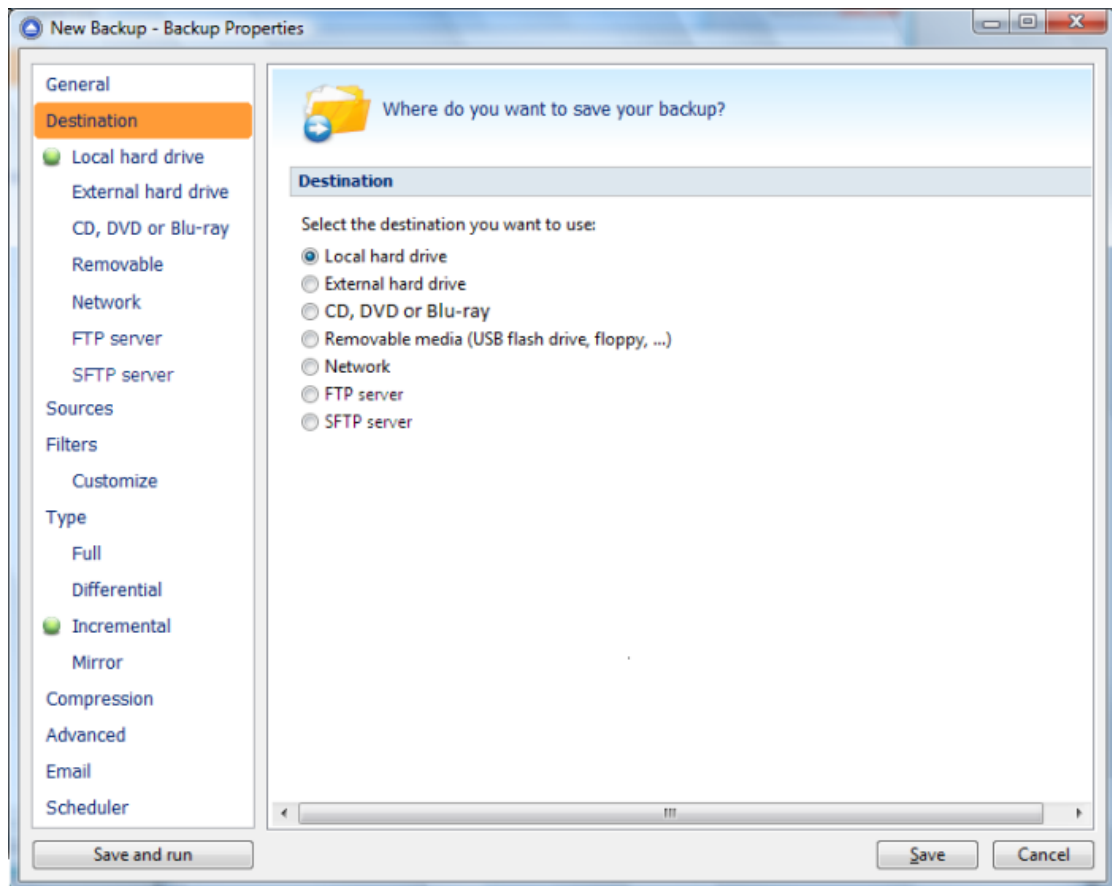 New Backup - Backup Properties
General
Destination
Local hard drive
External hard drive
CD, DVD or Blu-ray
Removable
Network
FTP server
SFTP server
Sources
Filters
Customize
Type
Full
Differential
Incremental
Mirror
Compression
Advanced
Email
Scheduler
Where do you want to save your backup?
Destination
Select the destination you want to use:
Local hard drive
External hard drive
CD, DVD or Blu-ray
Removable media (USB flash drive, floppy, ...)
Network
FTP server
SFTP server
Save and run
Save
Cancel